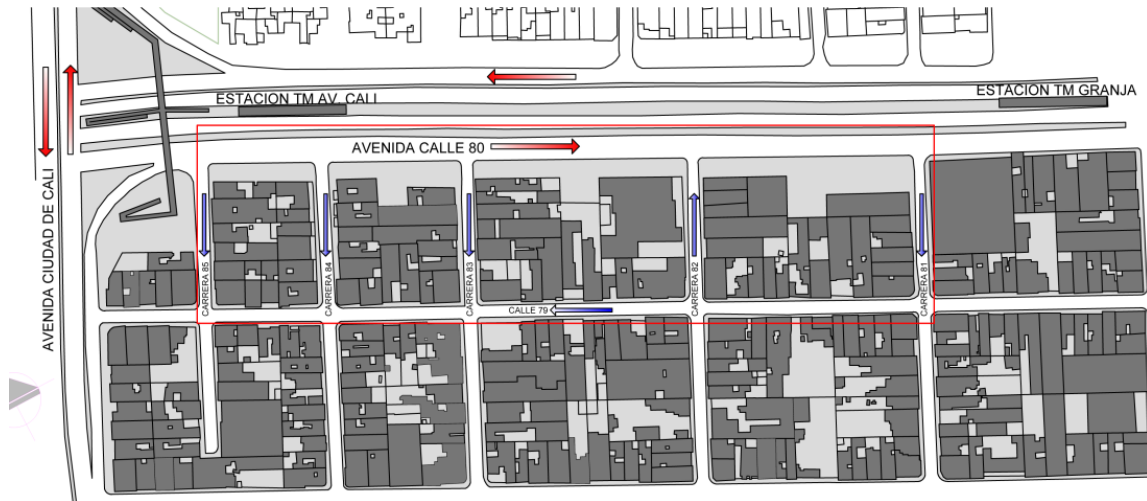 ESTACION TM AV. CALI
ESTACION TM GRANJA
AVENIDA CALLE 80
AVENIDA CIUDAD DE CALI
CARRERA 85
CARRERA 84
CARRERA 83
CARRERA 82
CARRERA 81
CALLE 79